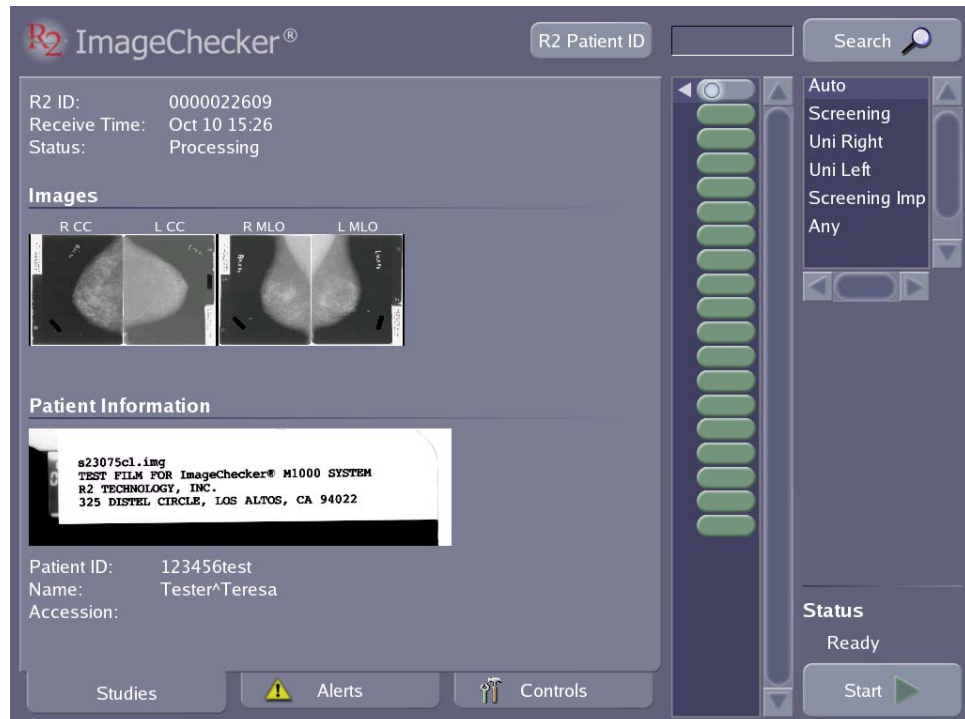 R2 ImageChecker®
R2 Patient ID
Search
R2 ID: 0000022609
Receive Time: Oct 10 15:26
Status: Processing
Images
R CC L CC R MLO L MLO
Patient Information
s23075cl.img
TEST FILM FOR ImageChecker® M1000 SYSTEM
R2 TECHNOLOGY, INC.
325 DISTEL CIRCLE, LOS ALTOS, CA 94022
Patient ID: 123456test
Name: Tester^Teresa
Accession:
Studies
Alerts
Controls
Auto
Screening
Uni Right
Uni Left
Screening Imp
Any
Status
Ready
Start